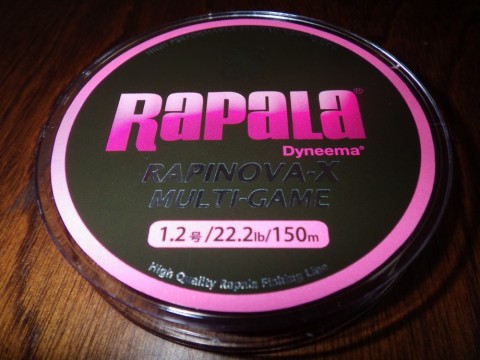 RAPALA®
Dyneema®
RAPINOVA-X
MULTI-GAME
1.2号/22.2lb/150m
High Quality Rapala Fishing Line